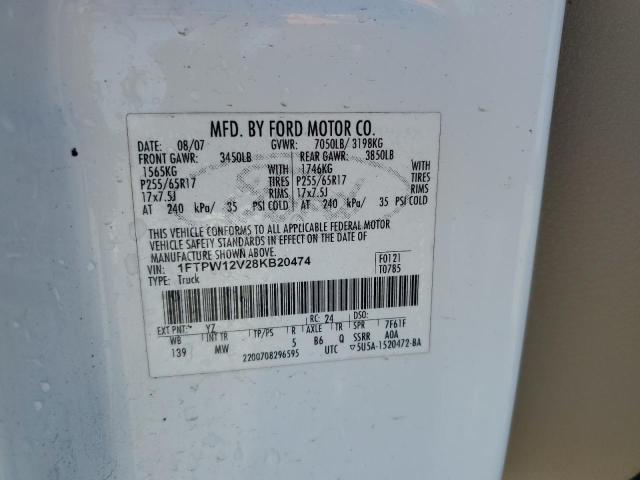 MFD. BY FORD MOTOR CO.
DATE: 08/07 GVWR: 7050LB/ 3198KG
FRONT GAWR: 3450LB REAR GAWR: 3850LB
1565KG WITH 1746KG WITH
P255/65R17 TIRES P255/65R17 TIRES
17x7.5J RIMS 17x7.5J RIMS
AT 240 kPa/ 35 PSI COLD AT 240 kPa/ 35 PSI COLD
THIS VEHICLE CONFORMS TO ALL APPLICABLE FEDERAL MOTOR
VEHICLE SAFETY STANDARDS IN EFFECT ON THE DATE OF
MANUFACTURE SHOWN ABOVE.
VIN: 1FTPW12V28KB20474 F0121
TYPE: Truck T0785
EXT PNT: YZ RC: 24 DSO:
WB INT TR TP/PS R AXLE TR SPR 7F61F
139 MW 5 B6 Q SSRR A0A
2200708296595 UTC ▽5U5A-1520472-BA